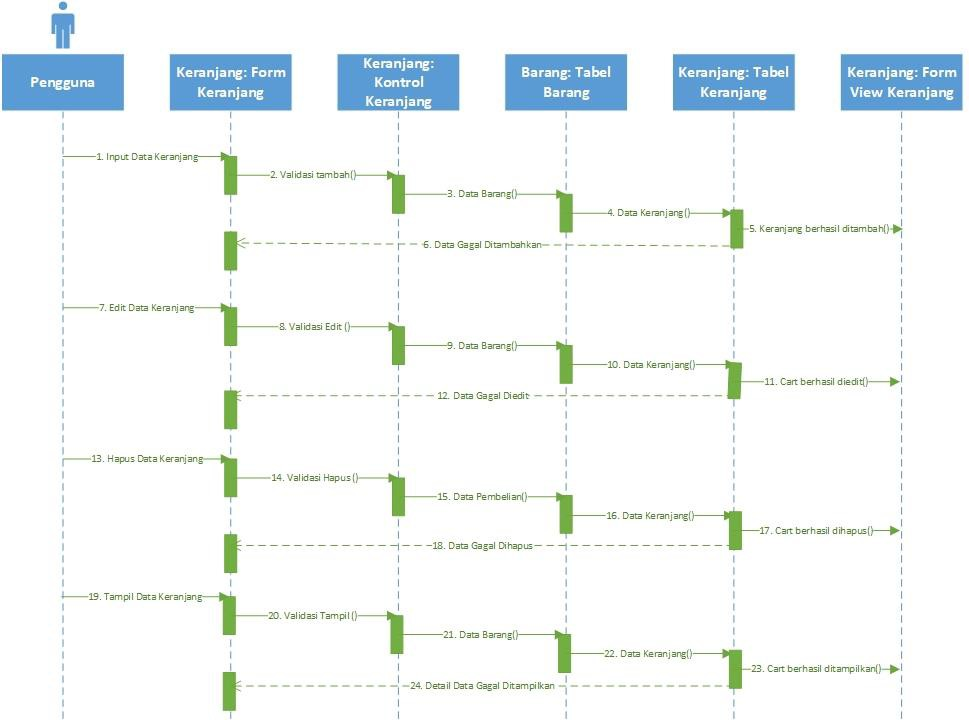 Pengguna
Keranjang: Form
Keranjang
Keranjang:
Kontrol
Keranjang
Barang: Tabel
Barang
Keranjang: Tabel
Keranjang
Keranjang: Form
View Keranjang
1. Input Data Keranjang
2. Validasi tambah()
3. Data Barang()
4. Data Keranjang()
5. Keranjang berhasil ditambah()
6. Data Gagal Ditambahkan
7. Edit Data Keranjang
8. Validasi Edit ()
9. Data Barang()
10. Data Keranjang()
11. Cart berhasil diedit()
12. Data Gagal Diedit
13. Hapus Data Keranjang
14. Validasi Hapus ()
15. Data Pembelian()
16. Data Keranjang()
17. Cart berhasil dihapus()
18. Data Gagal Dihapus
19. Tampil Data Keranjang
20. Validasi Tampil ()
21. Data Barang()
22. Data Keranjang()
23. Cart berhasil ditampilkan()
24. Detail Data Gagal Ditampilkan